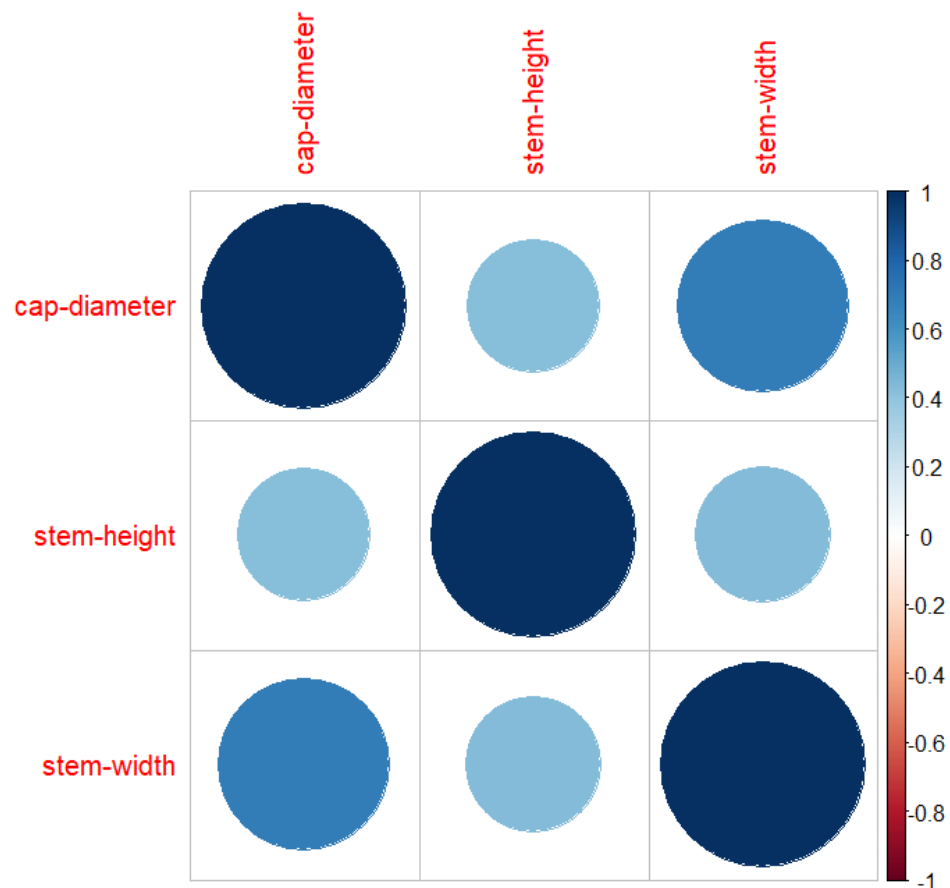 cap-diameter
stem-height
stem-width
cap-diameter
stem-height
stem-width
1
0.8
0.6
0.4
0.2
0
-0.2
-0.4
-0.6
-0.8
-1